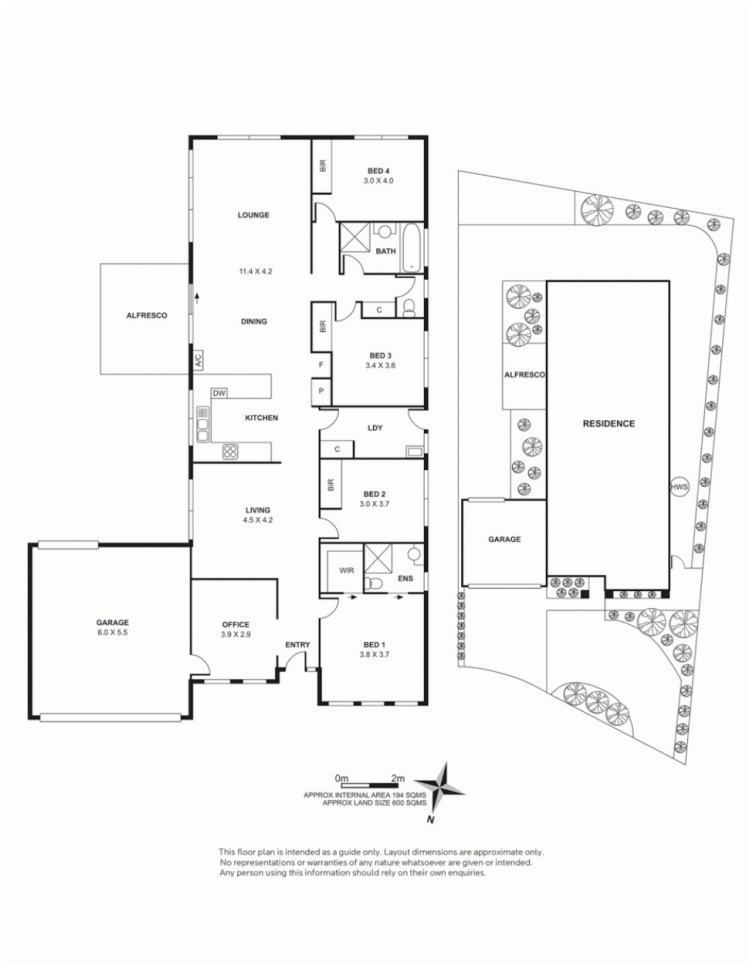 BIR
BED 4
3.0 X 4.0
LOUNGE
BATH
11.4 X 4.2
ALFRESCO
C
DINING
BIR
BED 3
3.4 X 3.6
A/C
F
P
DW
KITCHEN
LDY
C
BIR
BED 2
3.0 X 3.7
LIVING
4.5 X 4.2
WIR
ENS
GARAGE
6.0 X 5.5
OFFICE
3.9 X 2.9
ENTRY
BED 1
3.8 X 3.7
ALFRESCO
RESIDENCE
HWS
GARAGE
0m 2m
APPROX INTERNAL AREA 194 SQMS
APPROX LAND SIZE 600 SQMS
N
This floor plan is intended as a guide only. Layout dimensions are approximate only.
No representations or warranties of any nature whatsoever are given or intended.
Any person using this information should rely on their own enquiries.